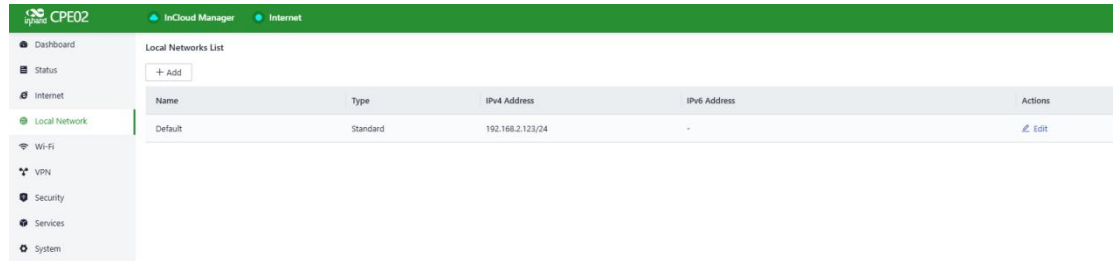 inhand CPE02
InCloud Manager Internet
Dashboard
Status
Internet
Local Network
Wi-Fi
VPN
Security
Services
System
Local Networks List
+ Add
Name Type IPv4 Address IPv6 Address Actions
Default Standard 192.168.2.123/24 - Edit